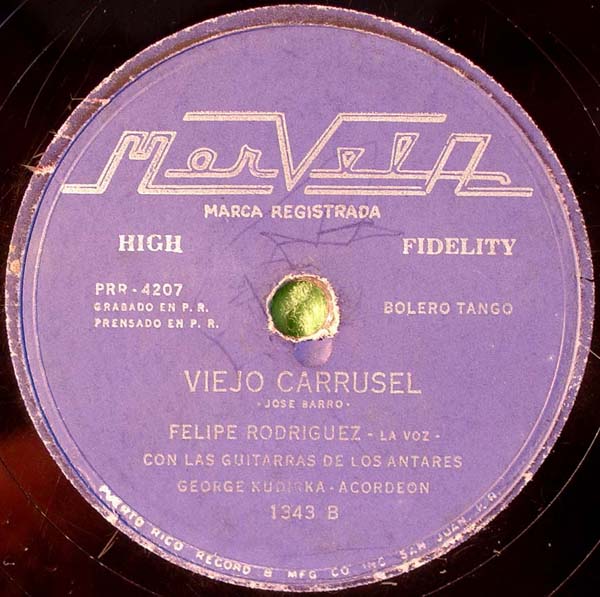 MarVela
MARCA REGISTRADA
HIGH FIDELITY
PRR-4207
GRABADO EN P. R.
PRENSADO EN P. R.
BOLERO TANGO
VIEJO CARRUSEL
- JOSE BARRO -
FELIPE RODRIGUEZ - LA VOZ -
CON LAS GUITARRAS DE LOS ANTARES
GEORGE KUDIRKA - ACORDEON
1343 B
PUERTO RICO RECORD & MFG CO INC SAN JUAN, P.R.